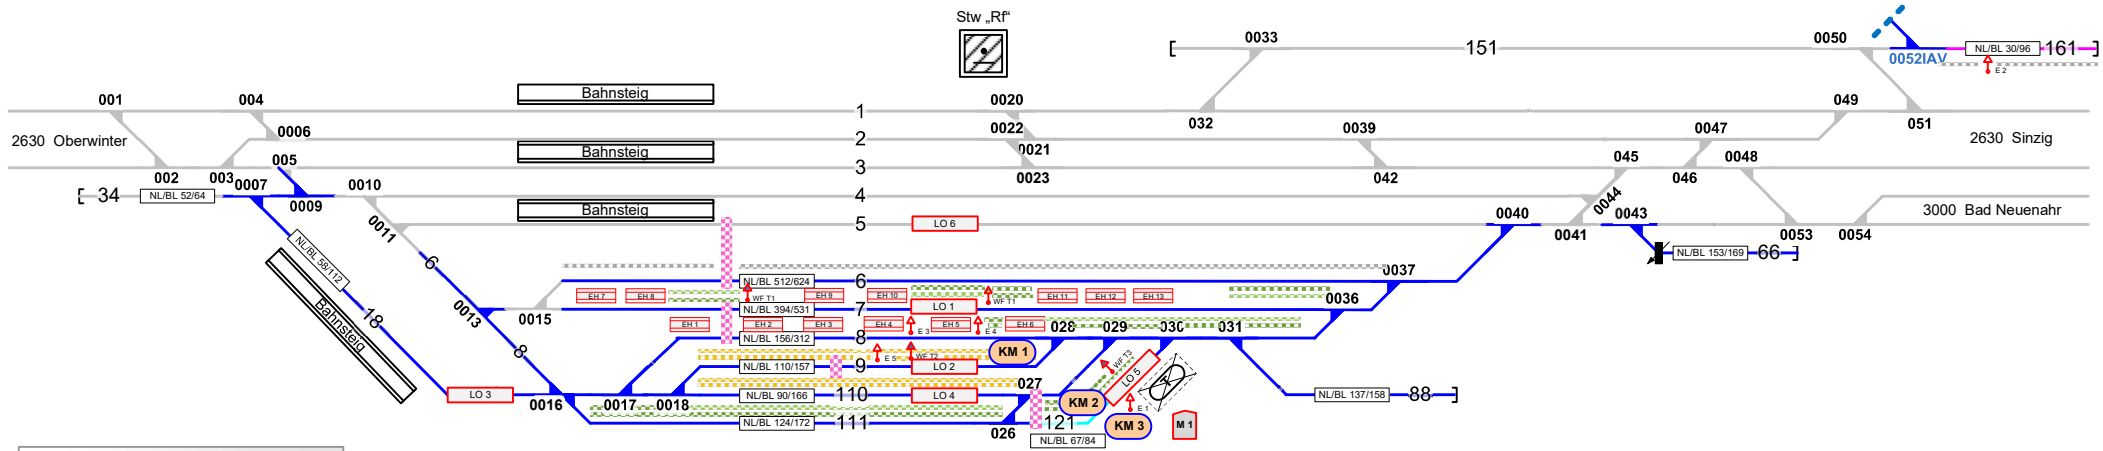 Stw „Rf“
0033
151
0050
0052IAV
NL/BL 30/96
161
E 2
001
004
Bahnsteig
1
0020
032
049
051
2630 Oberwinter
0006
2
0022
0039
0047
2630 Sinzig
005
Bahnsteig
0021
3
002
003
0023
042
045
046
0048
34
NL/BL 52/64
0007
0009
0010
4
0044
Bahnsteig
0011
5
LO 6
0040
0041
0043
0053
0054
3000 Bad Neuenahr
NL/BL 58/112
6
NL/BL 153/169
66
NL/BL 512/624
6
0037
EH 7
EH 8
WF T1
EH 9
EH 10
WF T1
EH 11
EH 12
EH 13
Bahnsteig
18
0013
0015
NL/BL 394/531
7
LO 1
0036
EH 1
EH 2
EH 3
EH 4
E 3
EH 5
E 4
EH 6
028
029
030
031
8
NL/BL 156/312
8
E 5
WF T2
KM 1
WF T3
NL/BL 110/157
9
LO 2
LO 5
LO 3
0016
0017
0018
NL/BL 90/166
110
LO 4
027
KM 2
E 1
NL/BL 137/158
88
NL/BL 124/172
111
026
121
KM 3
M 1
NL/BL 67/84